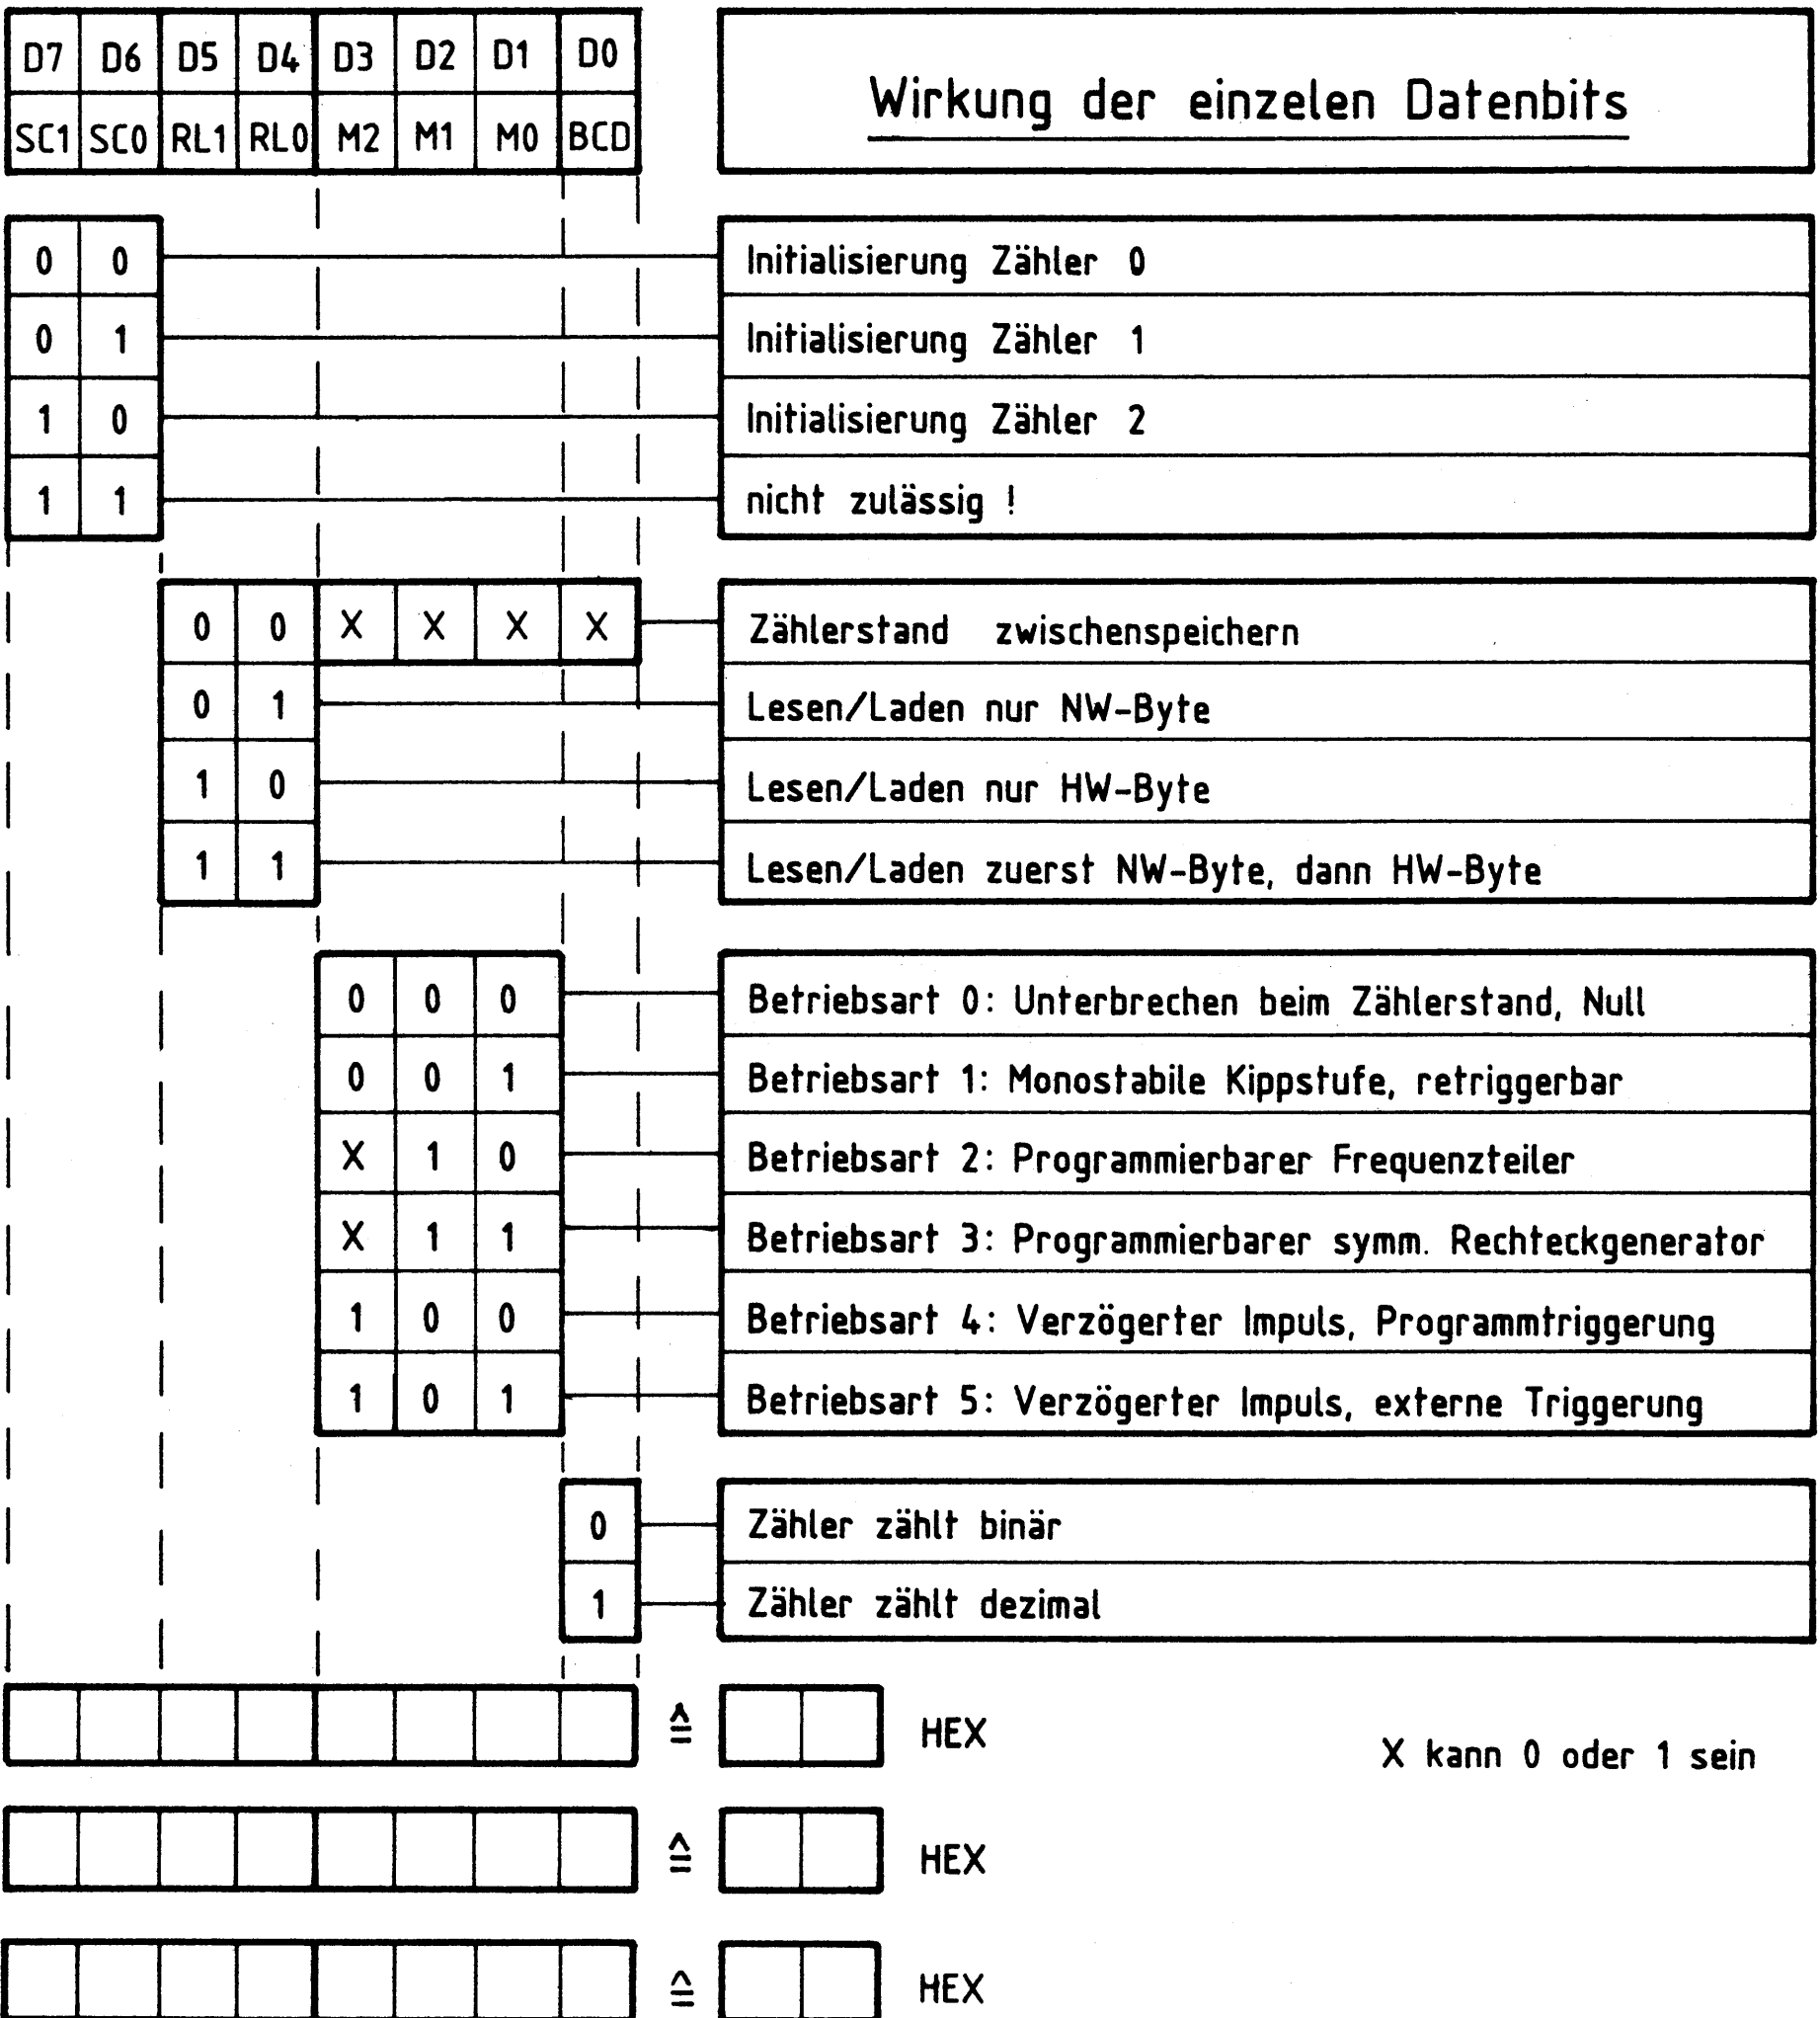 D7 D6 D5 D4 D3 D2 D1 D0
SC1 SC0 RL1 RL0 M2 M1 M0 BCD
Wirkung der einzelen Datenbits
0 0 Initialisierung Zähler 0
0 1 Initialisierung Zähler 1
1 0 Initialisierung Zähler 2
1 1 nicht zulässig !
0 0 X X X X Zählerstand zwischenspeichern
0 1 Lesen/Laden nur NW-Byte
1 0 Lesen/Laden nur HW-Byte
1 1 Lesen/Laden zuerst NW-Byte, dann HW-Byte
0 0 0 Betriebsart 0: Unterbrechen beim Zählerstand, Null
0 0 1 Betriebsart 1: Monostabile Kippstufe, retriggerbar
X 1 0 Betriebsart 2: Programmierbarer Frequenzteiler
X 1 1 Betriebsart 3: Programmierbarer symm. Rechteckgenerator
1 0 0 Betriebsart 4: Verzögerter Impuls, Programmtriggerung
1 0 1 Betriebsart 5: Verzögerter Impuls, externe Triggerung
0 Zähler zählt binär
1 Zähler zählt dezimal
≙ HEX
X kann 0 oder 1 sein
≙ HEX
≙ HEX